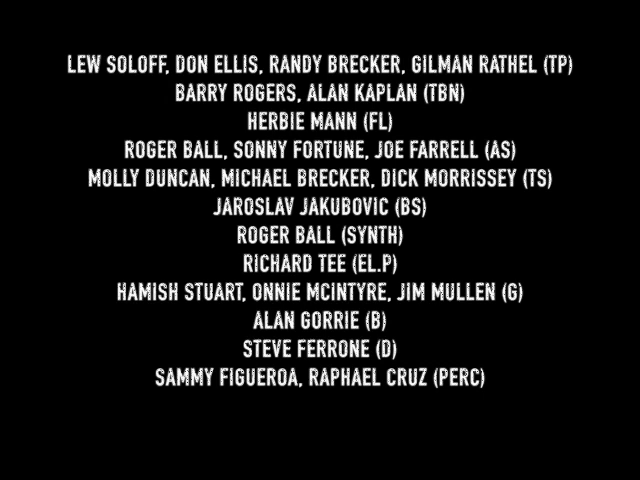 LEW SOLOFF, DON ELLIS, RANDY BRECKER, GILMAN RATHEL (TP)
BARRY ROGERS, ALAN KAPLAN (TBN)
HERBIE MANN (FL)
ROGER BALL, SONNY FORTUNE, JOE FARRELL (AS)
MOLLY DUNCAN, MICHAEL BRECKER, DICK MORRISSEY (TS)
JAROSLAV JAKUBOVIC (BS)
ROGER BALL (SYNTH)
RICHARD TEE (EL.P)
HAMISH STUART, ONNIE MCINTYRE, JIM MULLEN (G)
ALAN GORRIE (B)
STEVE FERRONE (D)
SAMMY FIGUEROA, RAPHAEL CRUZ (PERC)